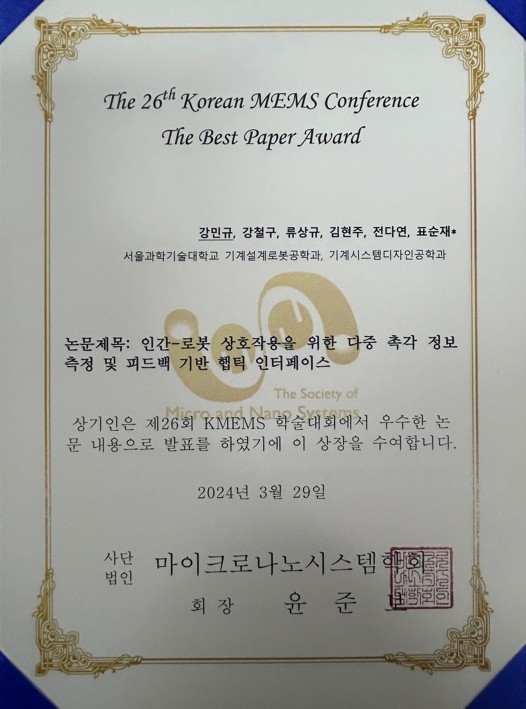 The 26th Korean MEMS Conference
The Best Paper Award
강민규, 강철구, 류상규, 김현주, 전다연, 표순재*
서울과학기술대학교 기계설계로봇공학과, 기계시스템디자인공학과
논문제목: 인간-로봇 상호작용을 위한 다중 촉각 정보
측정 및 피드백 기반 햅틱 인터페이스
The Society of
Micro and Nano Systems
상기인은 제26회 KMEMS 학술대회에서 우수한 논
문 내용으로 발표를 하였기에 이 상장을 수여합니다.
2024년 3월 29일
사단
법인 마이크로나노시스템학회
회장 윤 준